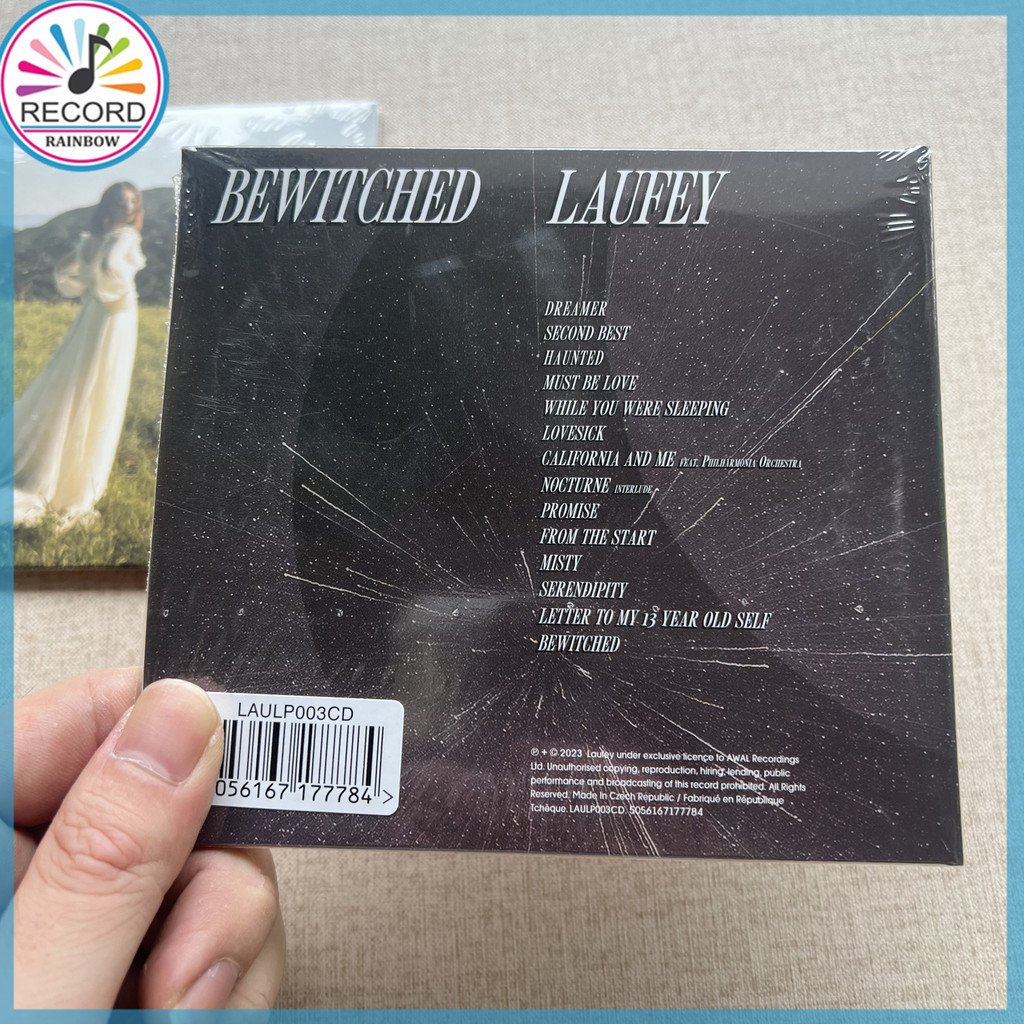 RECORD
RAINBOW
BEWITCHED
LAUFEY
DREAMER
SECOND BEST
HAUNTED
MUST BE LOVE
WHILE YOU WERE SLEEPING
LOVESICK
CALIFORNIA AND ME FEAT. PHILHARMONIA ORCHESTRA
NOCTURNE INTERLUDE
PROMISE
FROM THE START
MISTY
SERENDIPITY
LETTER TO MY 13 YEAR OLD SELF
BEWITCHED
LAULP003CD
056167 177784 >
℗ + © 2023 Laufey under exclusive licence to AWAL Recordings
Ltd. Unauthorised copying, reproduction, hiring, lending, public
performance and broadcasting of this record prohibited. All Rights
Reserved. Made in Czech Republic / Fabriqué en République
Tchèque. LAULP003CD. 5056167177784